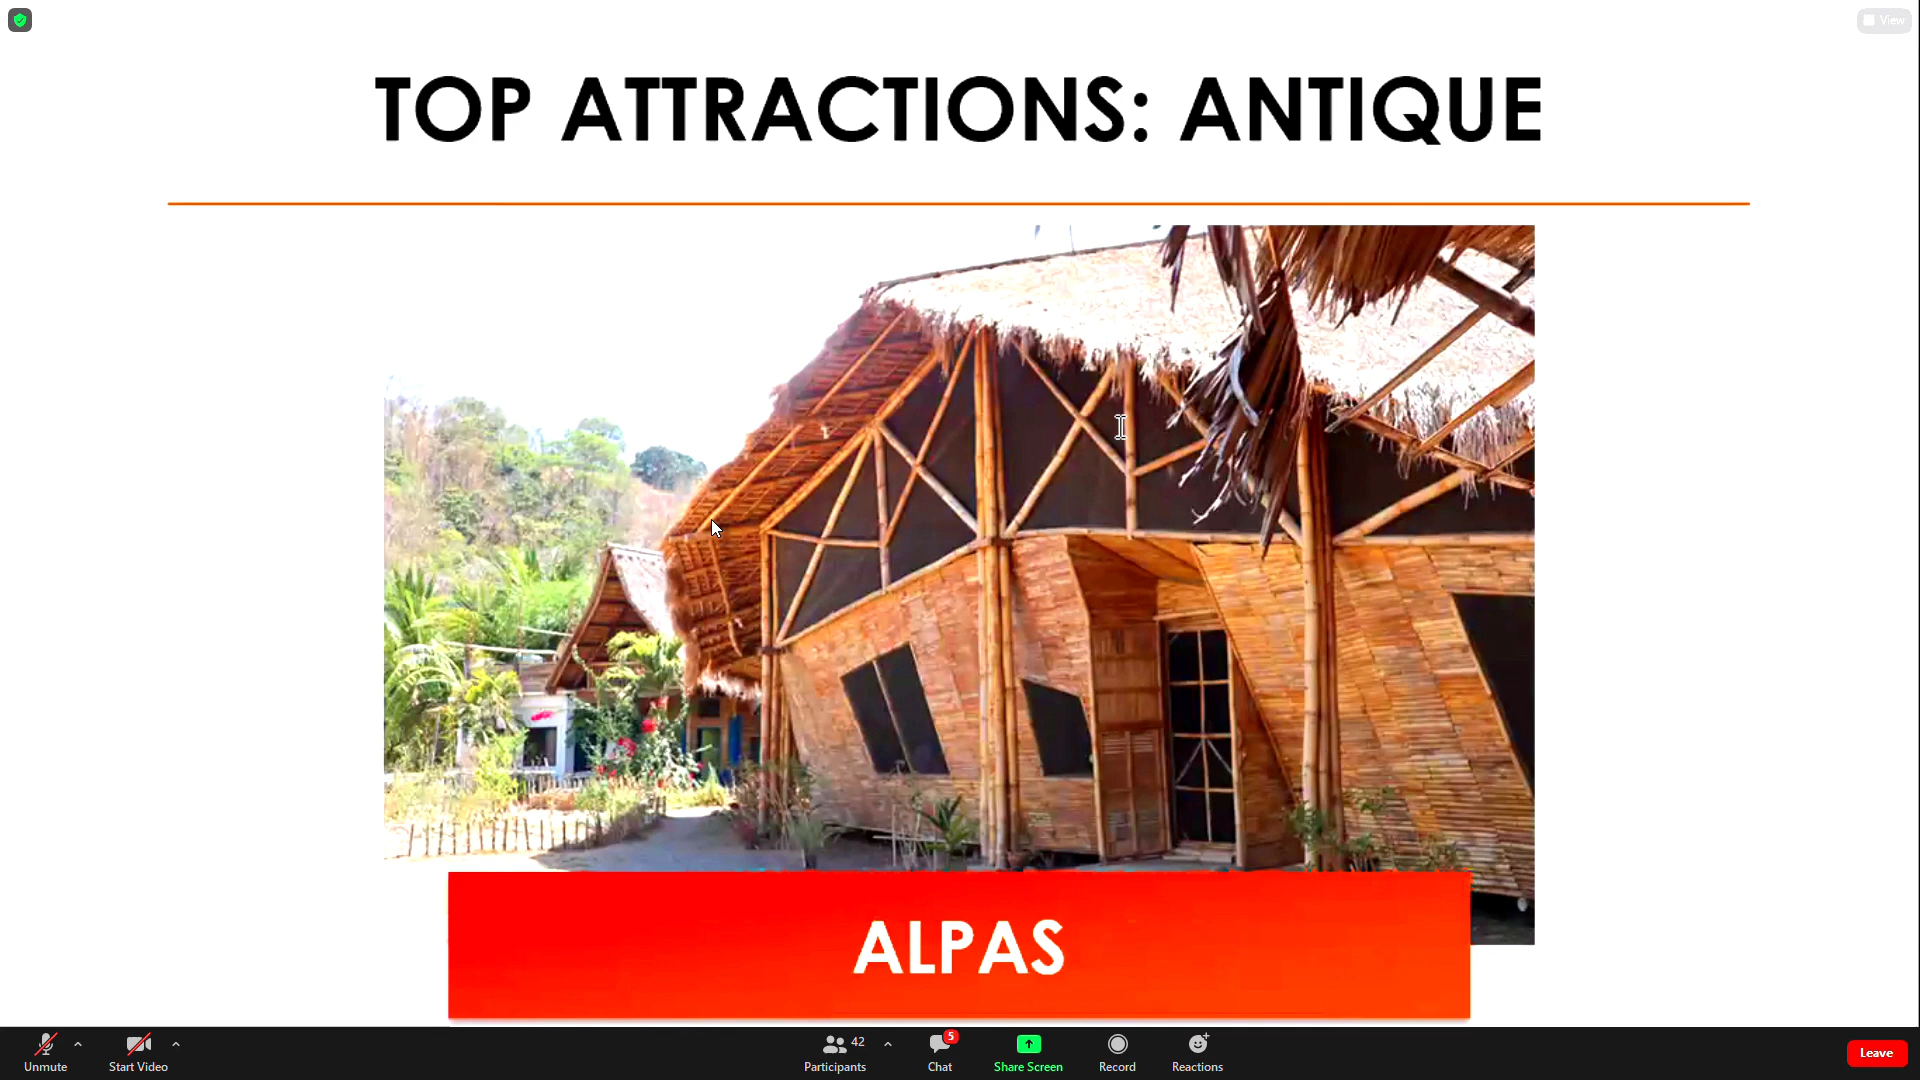 View
TOP ATTRACTIONS: ANTIQUE
ALPAS
Unmute
Start Video
42
Participants
5
Chat
Share Screen
Record
Reactions
Leave